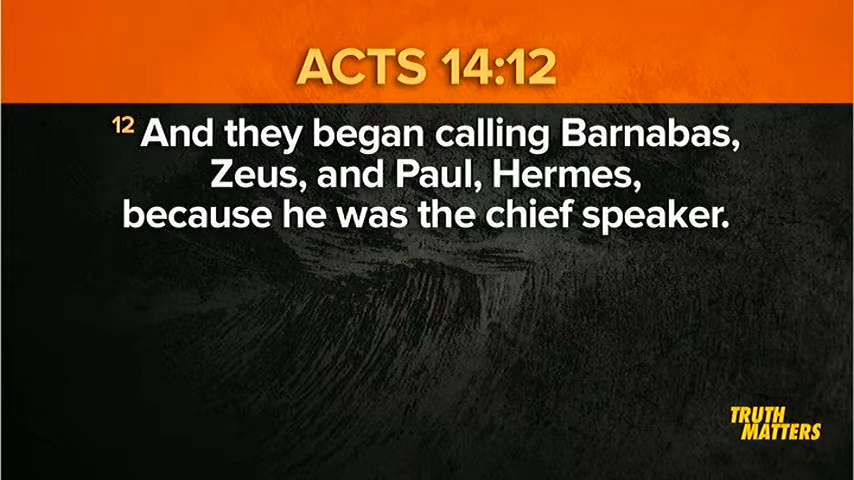 ACTS 14:12
12 And they began calling Barnabas,
Zeus, and Paul, Hermes,
because he was the chief speaker.
TRUTH
MATTERS